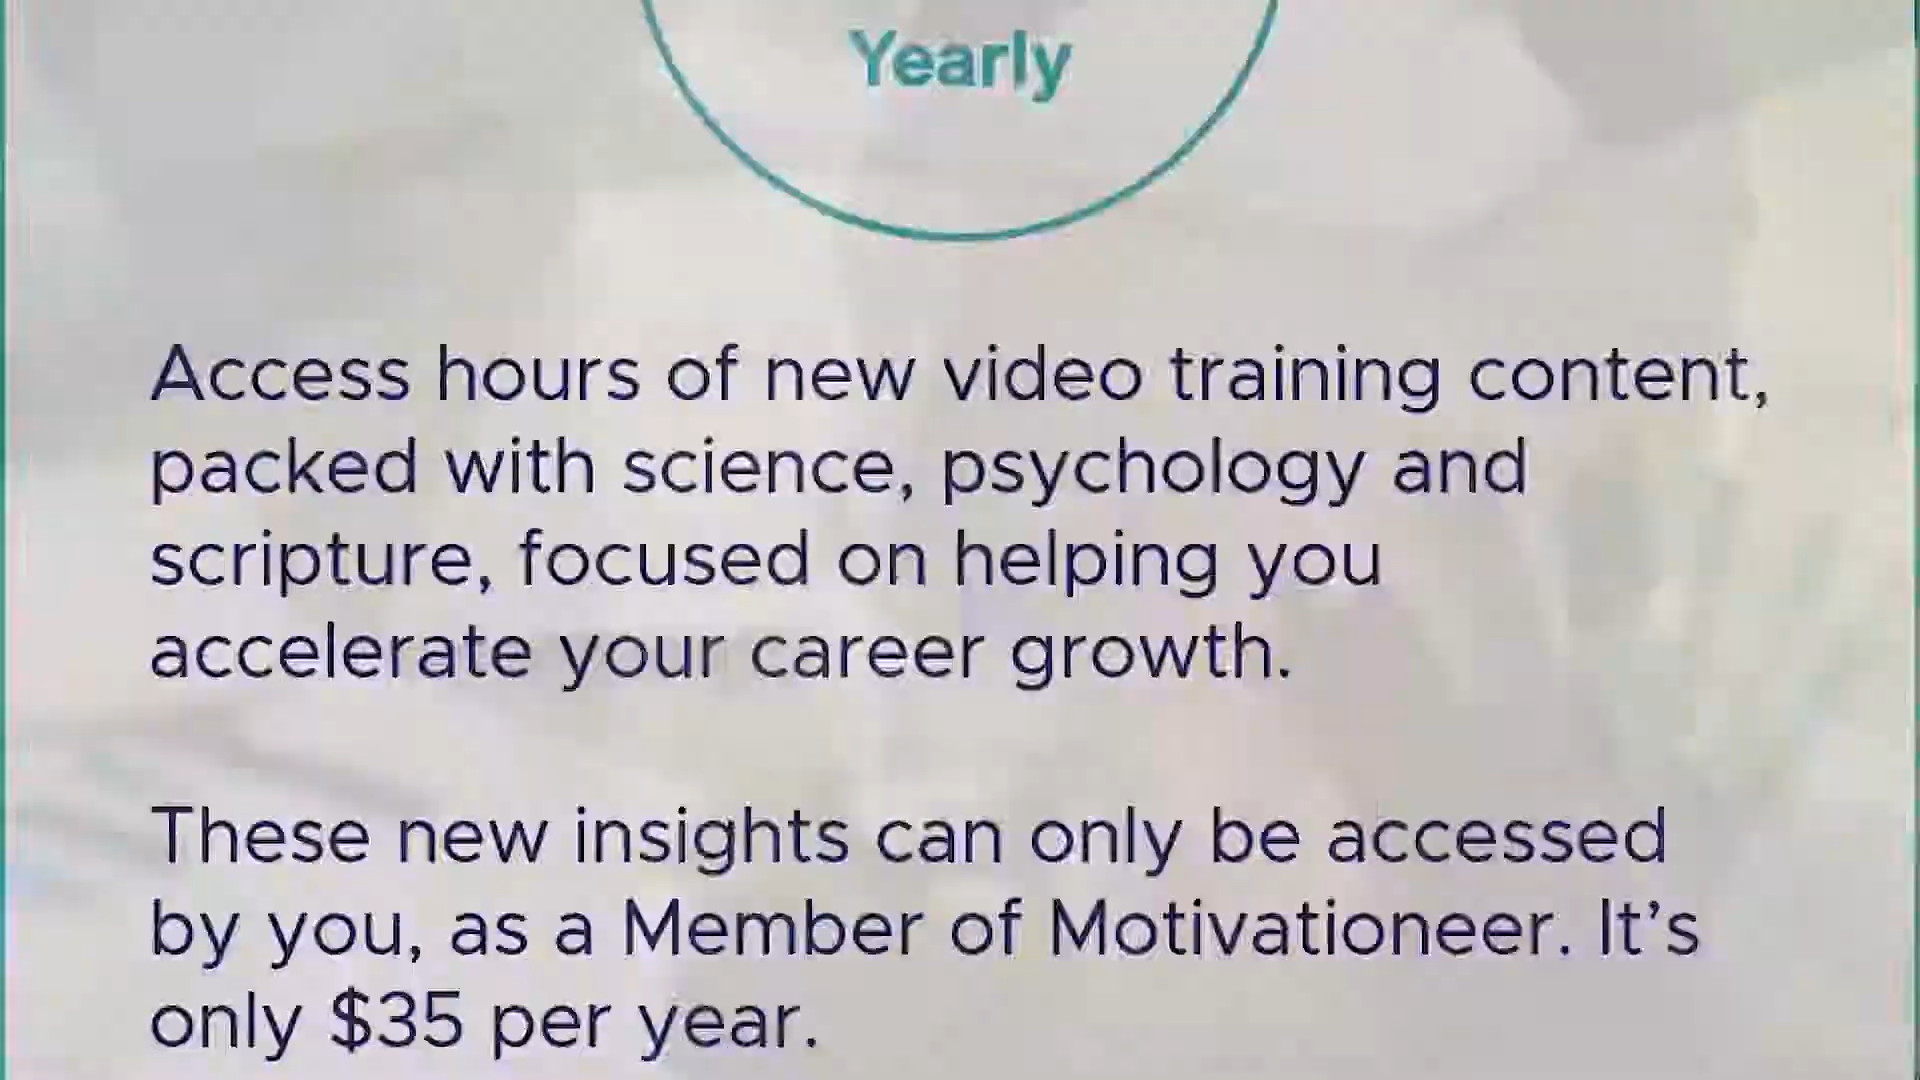 Yearly
Access hours of new video training content,
packed with science, psychology and
scripture, focused on helping you
accelerate your career growth.
These new insights can only be accessed
by you, as a Member of Motivationeer. It’s
only $35 per year.